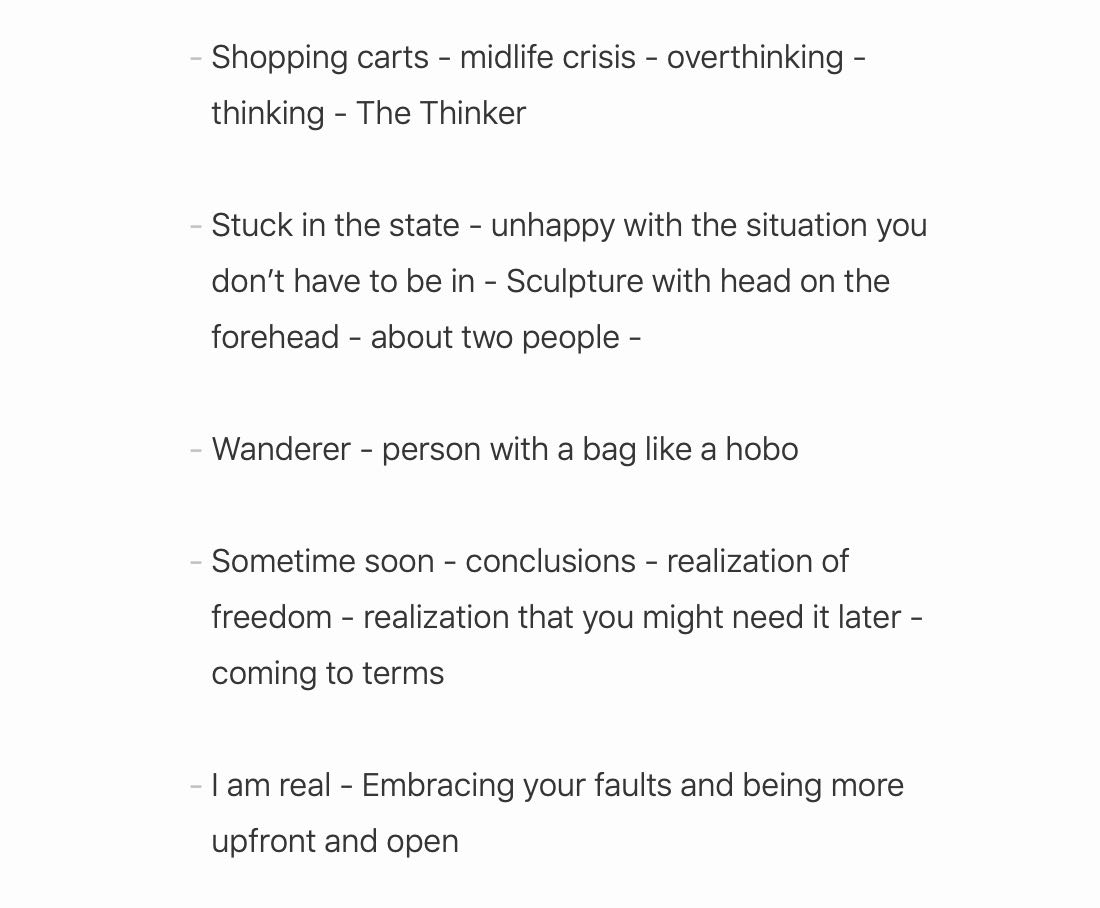 - Shopping carts - midlife crisis - overthinking -
thinking - The Thinker
- Stuck in the state - unhappy with the situation you
don’t have to be in - Sculpture with head on the
forehead - about two people -
- Wanderer - person with a bag like a hobo
- Sometime soon - conclusions - realization of
freedom - realization that you might need it later -
coming to terms
- I am real - Embracing your faults and being more
upfront and open